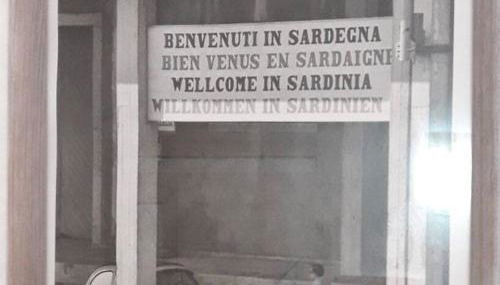 BENVENUTI IN SARDEGNA
BIEN VENUS EN SARDAIGNE
WELLCOME IN SARDINIA
WILLKOMMEN IN SARDINIEN